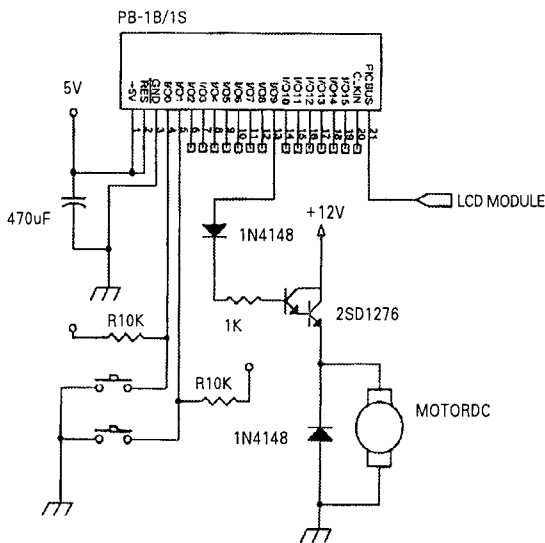 PB-1B/1S
+5V
RES
GND
I/O0
I/O1
I/O2
I/O3
I/O4
I/O5
I/O6
I/O7
I/O8
I/O9
I/O10
I/O11
I/O12
I/O13
I/O14
I/O15
CLKIN
PICBUS
1
2
3
4
5
6
7
8
9
10
11
12
13
14
15
16
17
18
19
20
21
5V
470uF
LCD MODULE
+12V
1N4148
1K
2SD1276
R10K
R10K
1N4148
MOTORDC